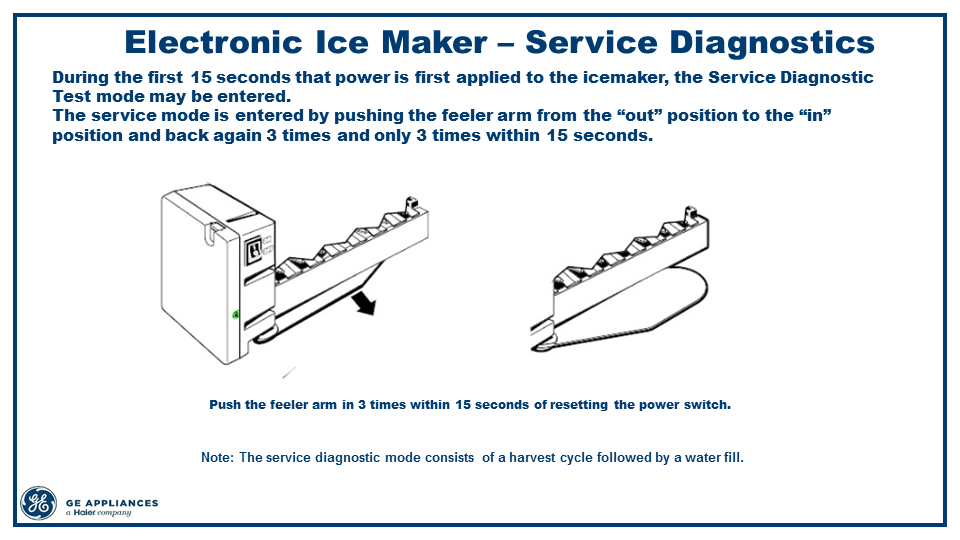 Electronic Ice Maker – Service Diagnostics
During the first 15 seconds that power is first applied to the icemaker, the Service Diagnostic
Test mode may be entered.
The service mode is entered by pushing the feeler arm from the “out” position to the “in”
position and back again 3 times and only 3 times within 15 seconds.
Push the feeler arm in 3 times within 15 seconds of resetting the power switch.
Note: The service diagnostic mode consists of a harvest cycle followed by a water fill.
GE APPLIANCES
a Haier company